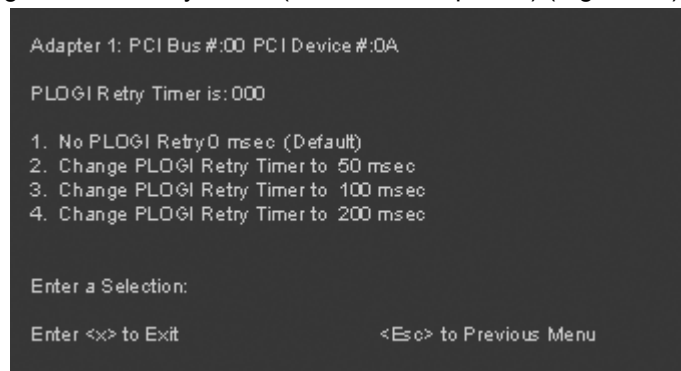 Adapter 1: PCI Bus #:00 PCI Device #:0A
PLOGI Retry Timer is: 000
1. No PLOGI Retry 0 msec (Default)
2. Change PLOGI Retry Timer to 50 msec
3. Change PLOGI Retry Timer to 100 msec
4. Change PLOGI Retry Timer to 200 msec
Enter a Selection:
Enter <x> to Exit <Esc> to Previous Menu